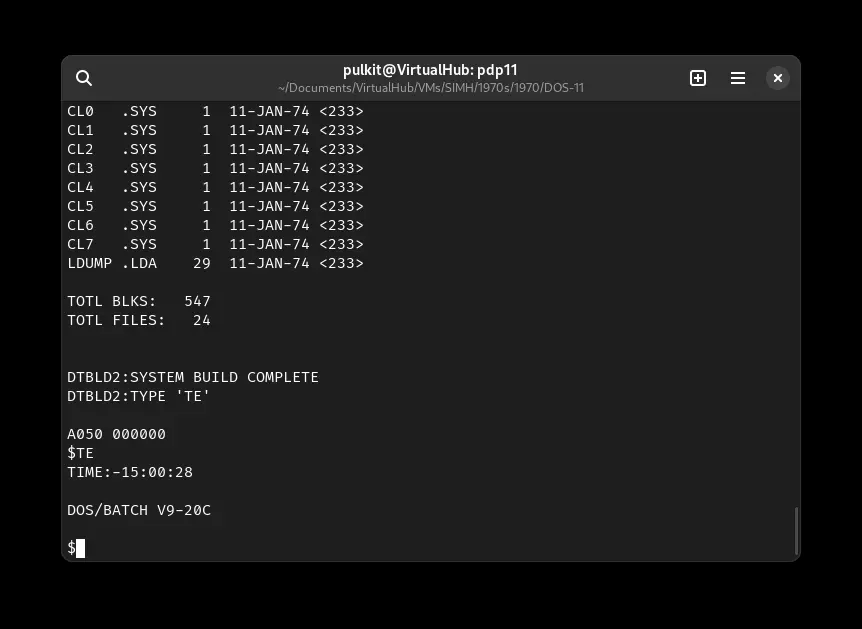 pulkit@VirtualHub: pdp11
~/Documents/VirtualHub/VMs/SIMH/1970s/1970/DOS-11
CL0   .SYS     1  11-JAN-74 <233>
CL1   .SYS     1  11-JAN-74 <233>
CL2   .SYS     1  11-JAN-74 <233>
CL3   .SYS     1  11-JAN-74 <233>
CL4   .SYS     1  11-JAN-74 <233>
CL5   .SYS     1  11-JAN-74 <233>
CL6   .SYS     1  11-JAN-74 <233>
CL7   .SYS     1  11-JAN-74 <233>
LDUMP .LDA    29  11-JAN-74 <233>
TOTL BLKS:   547
TOTL FILES:   24
DTBLD2:SYSTEM BUILD COMPLETE
DTBLD2:TYPE 'TE'
A050 000000
$TE
TIME:-15:00:28
DOS/BATCH V9-20C
$